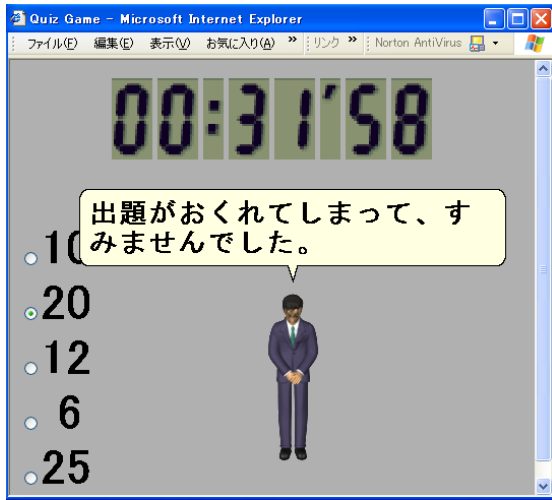 Quiz Game - Microsoft Internet Explorer
ファイル(F) 編集(E) 表示(V) お気に入り(A) » リンク » Norton AntiVirus
00:31'58
出題がおくれてしまって、す
みませんでした。
10
20
12
6
25